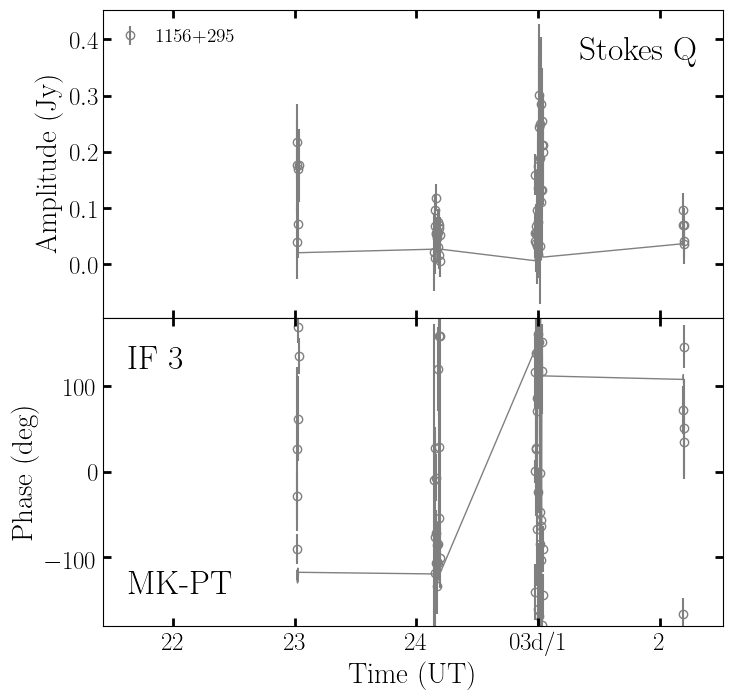 1156+295
Stokes Q
0.4
0.3
0.2
0.1
0.0
Amplitude (Jy)
IF 3
100
0
−100
Phase (deg)
MK-PT
22 23 24 03d/1 2
Time (UT)